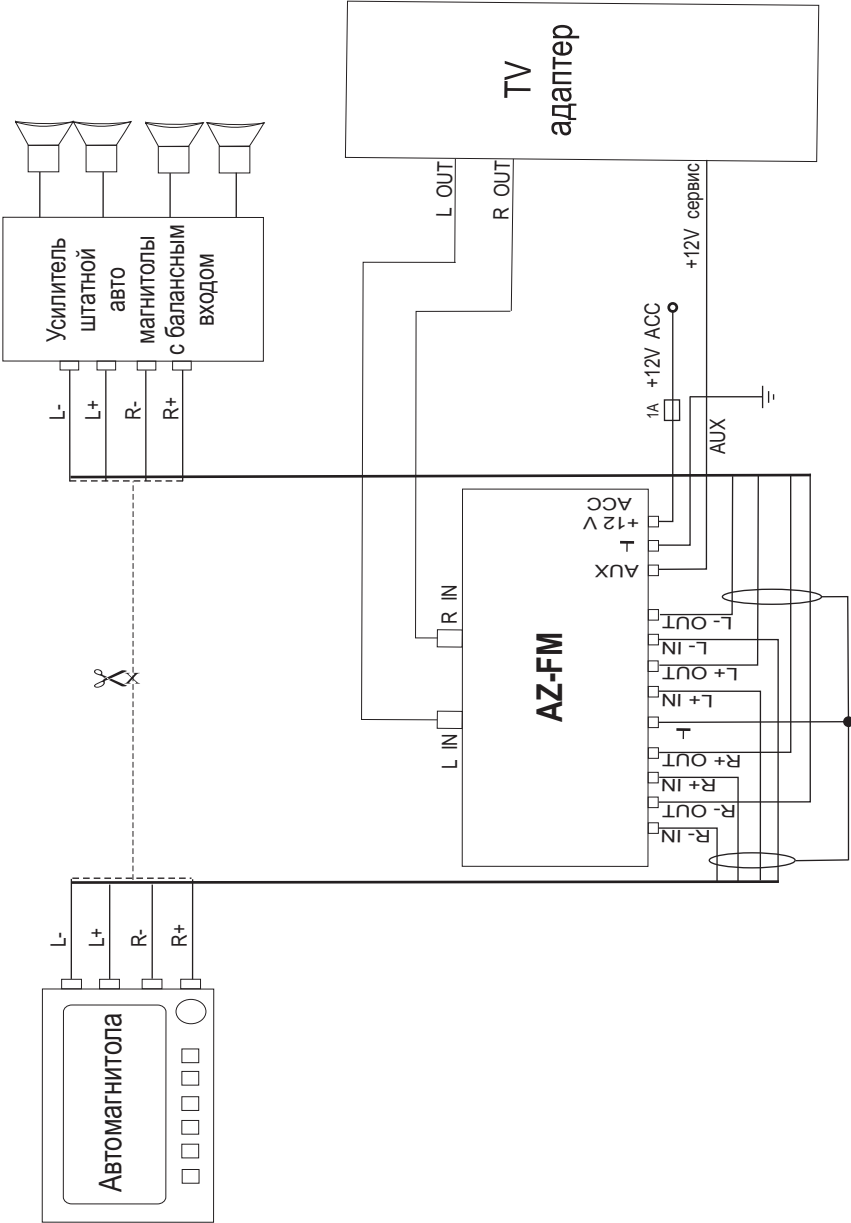 Автомагнитола
L-
L+
R-
R+
L-
L+
R-
R+
Усилитель
штатной
авто
магнитолы
с балансным
входом
L IN
R IN
AZ-FM
R- IN
R- OUT
R+ IN
R+ OUT
L+ IN
L+ OUT
L- IN
L- OUT
AUX
+12 V
ACC
AUX
1A
+12V ACC
+12V сервис
L OUT
R OUT
TV
адаптер